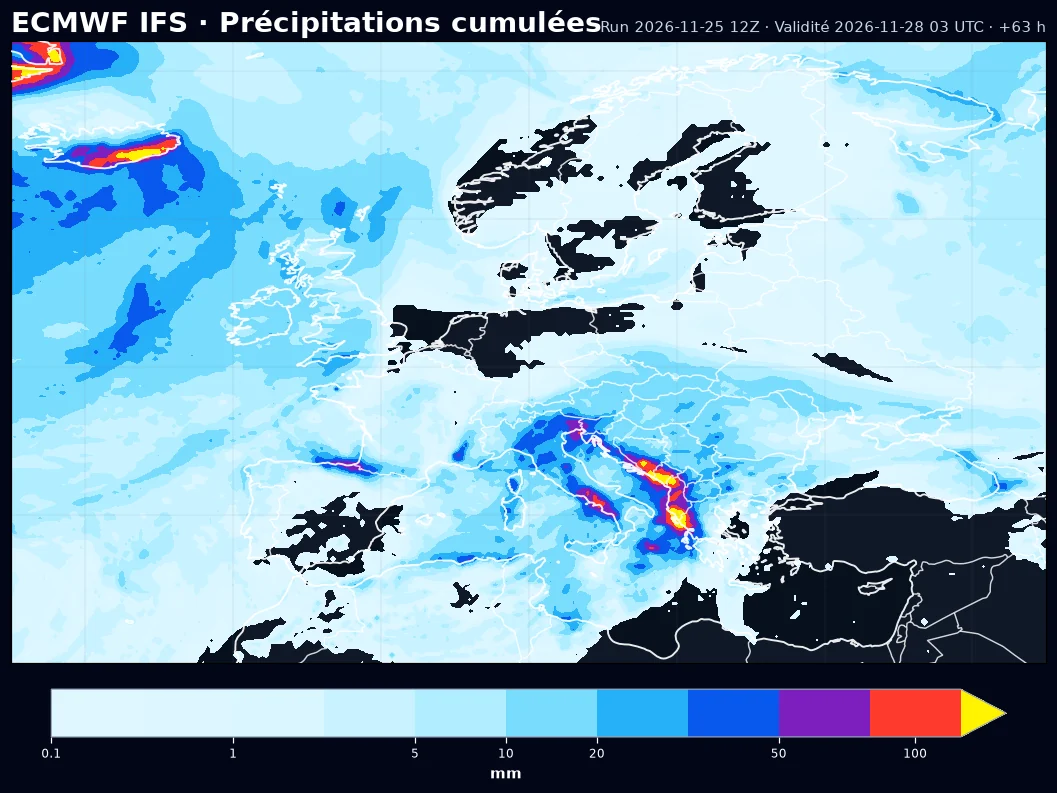 ECMWF IFS · Précipitations cumulées
Run 2026-11-25 12Z · Validité 2026-11-28 03 UTC · +63 h
0.1 1 5 10 20 50 100
mm